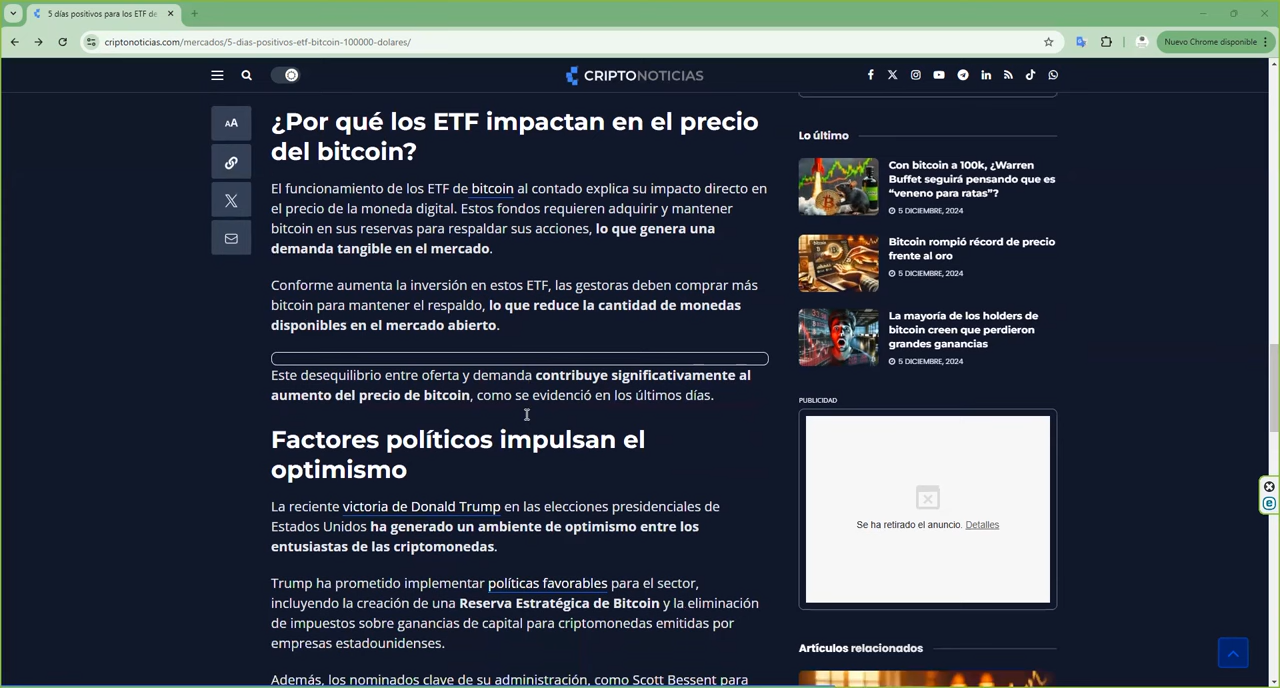 5 días positivos para los ETF de
criptonoticias.com/mercados/5-dias-positivos-etf-bitcoin-100000-dolares/
Nuevo Chrome disponible
CRIPTONOTICIAS
AA
¿Por qué los ETF impactan en el precio
del bitcoin?
El funcionamiento de los ETF de bitcoin al contado explica su impacto directo en
el precio de la moneda digital. Estos fondos requieren adquirir y mantener
bitcoin en sus reservas para respaldar sus acciones, lo que genera una
demanda tangible en el mercado.
Conforme aumenta la inversión en estos ETF, las gestoras deben comprar más
bitcoin para mantener el respaldo, lo que reduce la cantidad de monedas
disponibles en el mercado abierto.
Este desequilibrio entre oferta y demanda contribuye significativamente al
aumento del precio de bitcoin, como se evidenció en los últimos días.
Factores políticos impulsan el
optimismo
La reciente victoria de Donald Trump en las elecciones presidenciales de
Estados Unidos ha generado un ambiente de optimismo entre los
entusiastas de las criptomonedas.
Trump ha prometido implementar políticas favorables para el sector,
incluyendo la creación de una Reserva Estratégica de Bitcoin y la eliminación
de impuestos sobre ganancias de capital para criptomonedas emitidas por
empresas estadounidenses.
Además, los nominados clave de su administración, como Scott Bessent para
Lo último
Con bitcoin a 100k, ¿Warren
Buffet seguirá pensando que es
“veneno para ratas”?
5 DICIEMBRE, 2024
Bitcoin rompió récord de precio
frente al oro
5 DICIEMBRE, 2024
La mayoría de los holders de
bitcoin creen que perdieron
grandes ganancias
5 DICIEMBRE, 2024
PUBLICIDAD
Se ha retirado el anuncio. Detalles
Artículos relacionados